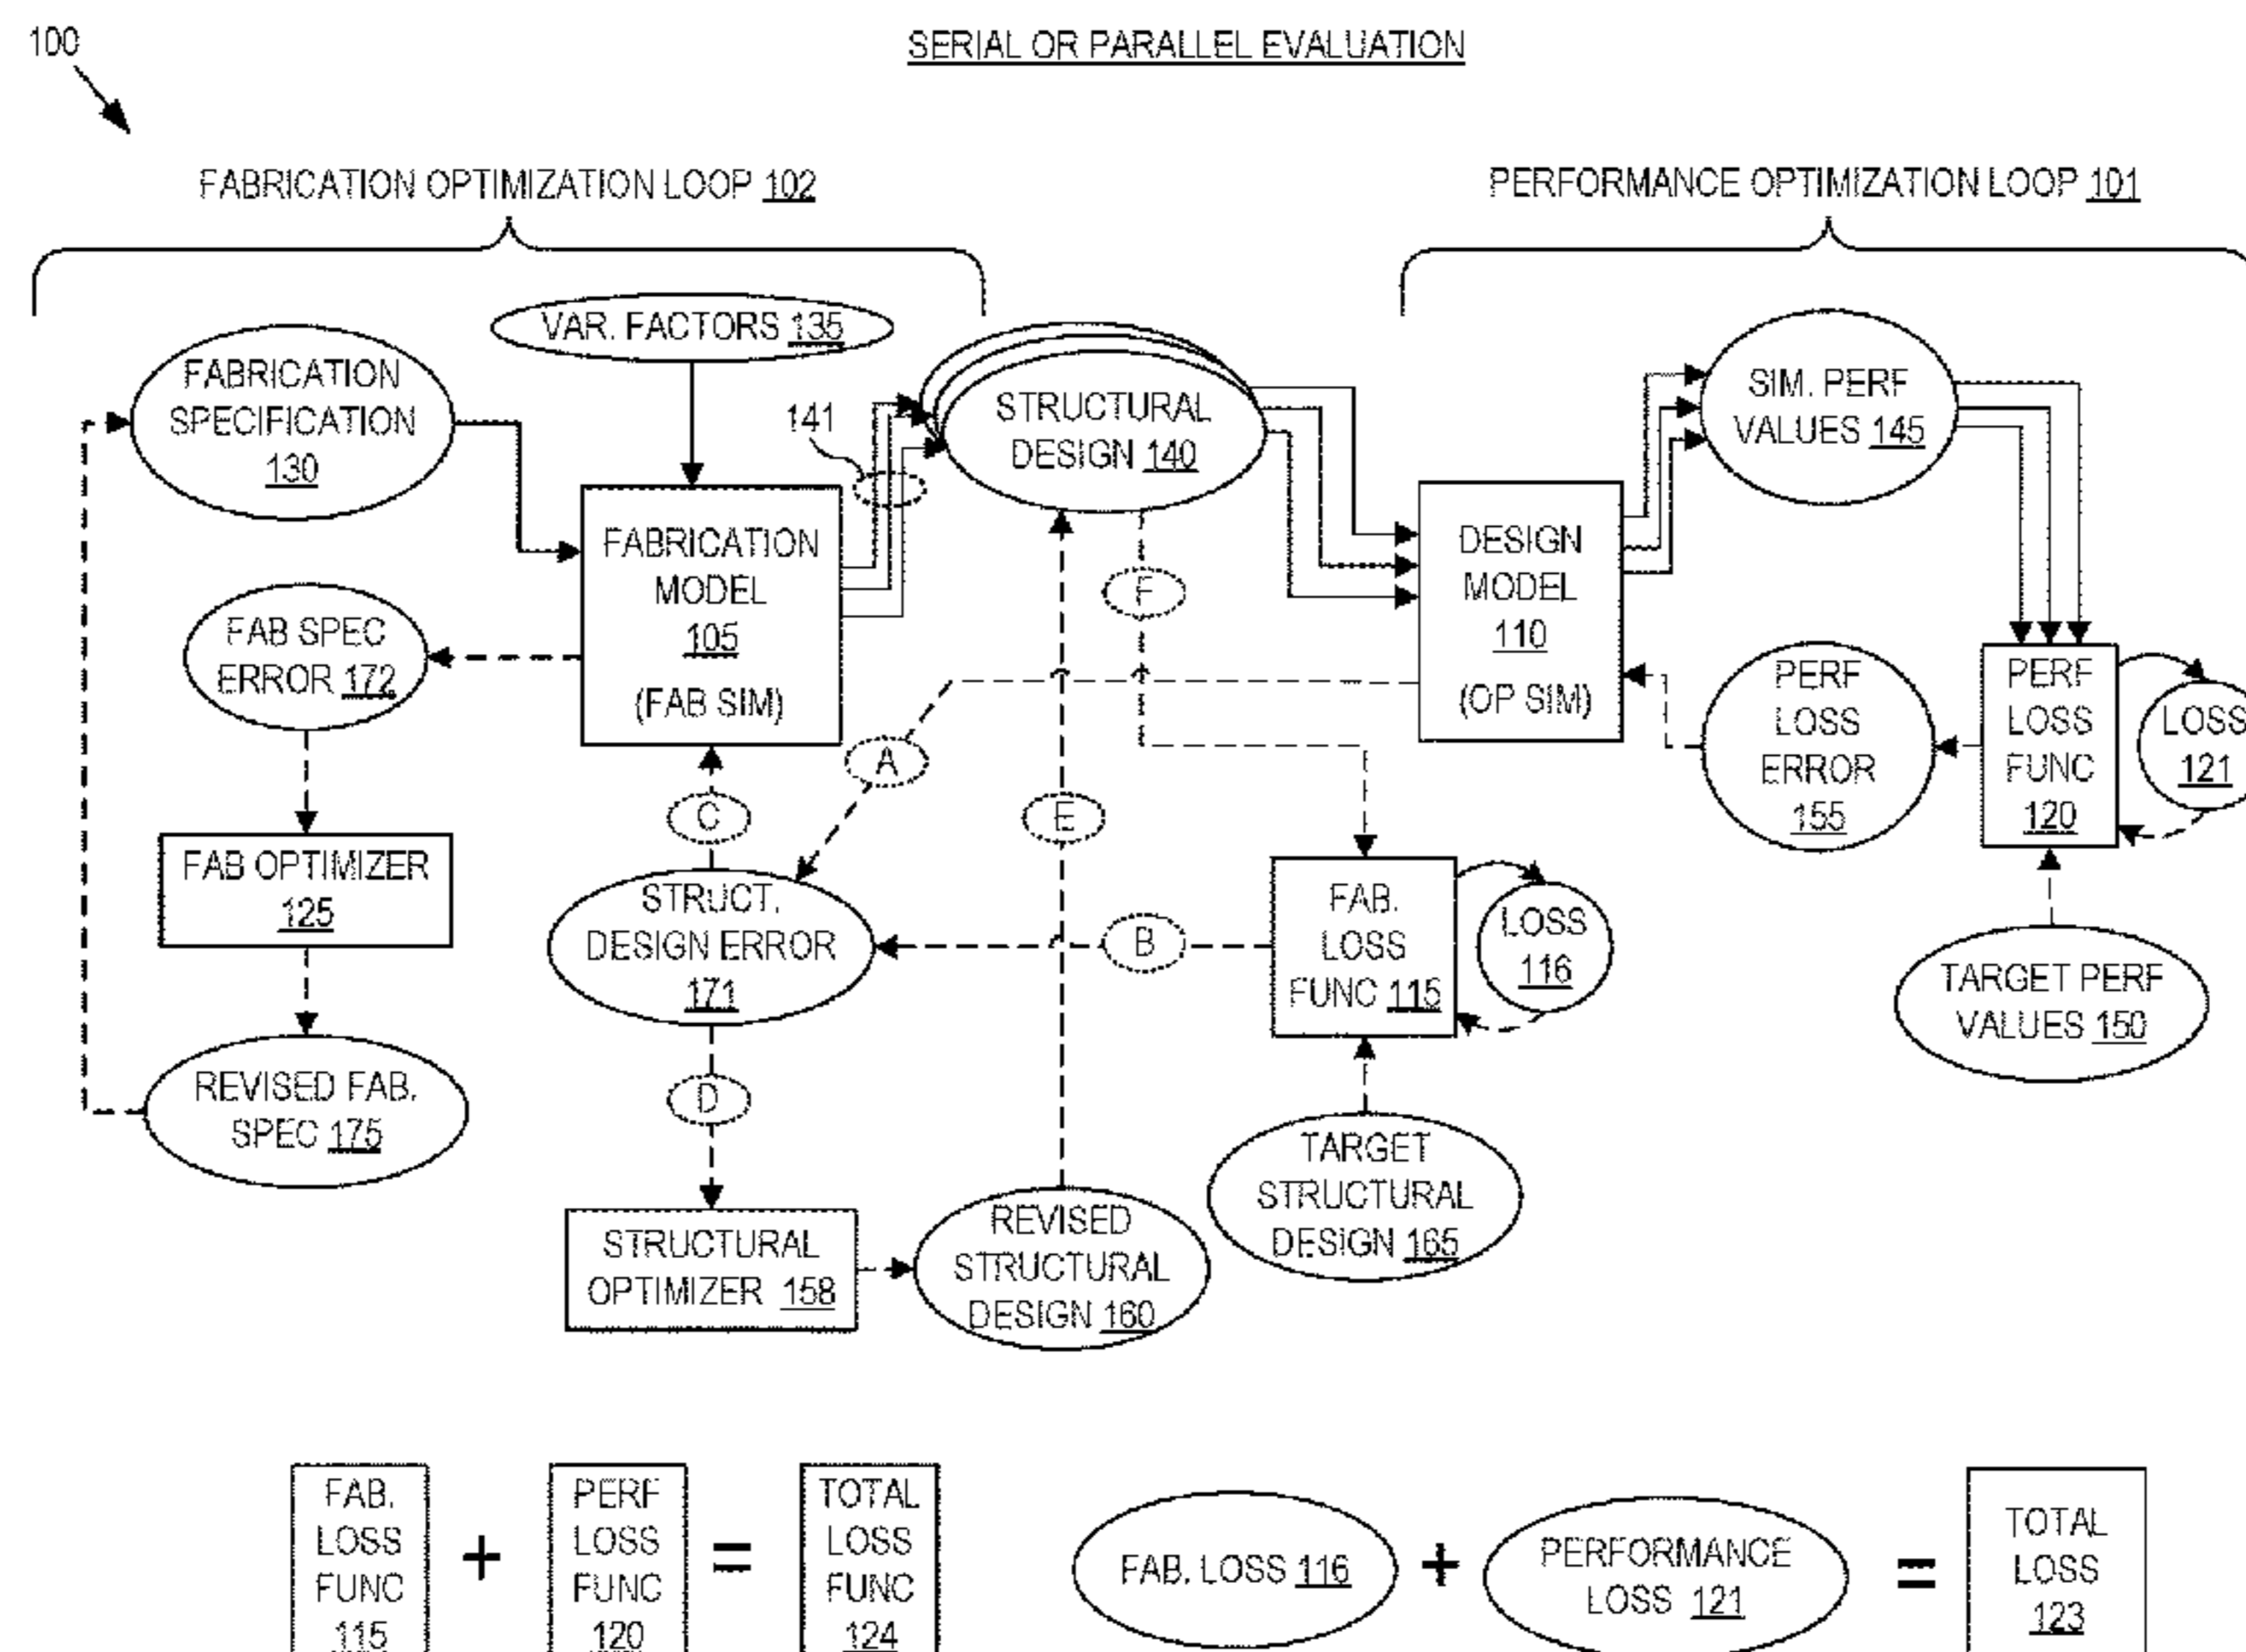 100
SERIAL OR PARALLEL EVALUATION
FABRICATION OPTIMIZATION LOOP 102
PERFORMANCE OPTIMIZATION LOOP 101
VAR. FACTORS 135
FABRICATION
SPECIFICATION
130
141
STRUCTURAL
DESIGN 140
SIM. PERF
VALUES 145
FABRICATION
MODEL
105
(FAB SIM)
DESIGN
MODEL
110
(OP SIM)
F
FAB SPEC
ERROR 172
PERF
LOSS
ERROR
155
PERF
LOSS
FUNC
120
LOSS
121
A
C
E
FAB OPTIMIZER
125
STRUCT.
DESIGN ERROR
171
B
FAB.
LOSS
FUNC 115
LOSS
116
TARGET PERF
VALUES 150
REVISED FAB.
SPEC 175
D
TARGET
STRUCTURAL
DESIGN 165
STRUCTURAL
OPTIMIZER 158
REVISED
STRUCTURAL
DESIGN 160
FAB.
LOSS
FUNC
115
+
PERF
LOSS
FUNC
120
=
TOTAL
LOSS
FUNC
124
FAB. LOSS 116
+
PERFORMANCE
LOSS 121
=
TOTAL
LOSS
123